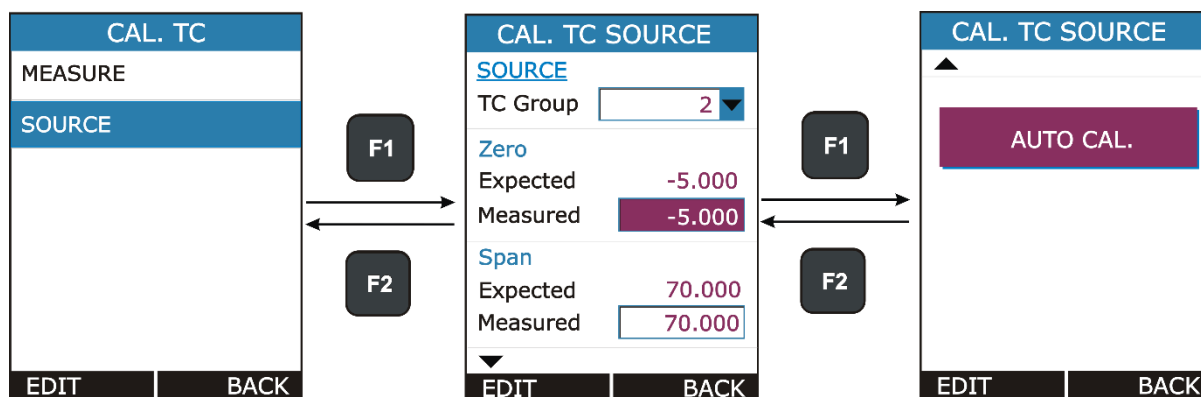 CAL. TC
MEASURE
SOURCE
EDIT BACK
F1
F2
CAL. TC SOURCE
SOURCE
TC Group 2
Zero
Expected -5.000
Measured -5.000
Span
Expected 70.000
Measured 70.000
EDIT BACK
F1
F2
CAL. TC SOURCE
AUTO CAL.
EDIT BACK